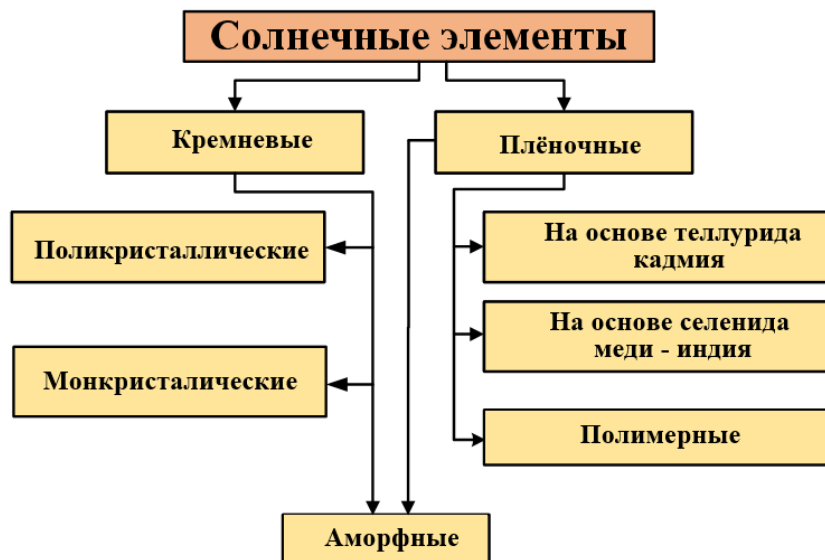 Солнечные элементы
Кремневые
Плёночные
Поликристаллические
На основе теллурида
кадмия
На основе селенида
меди - индия
Монкристалические
Полимерные
Аморфные